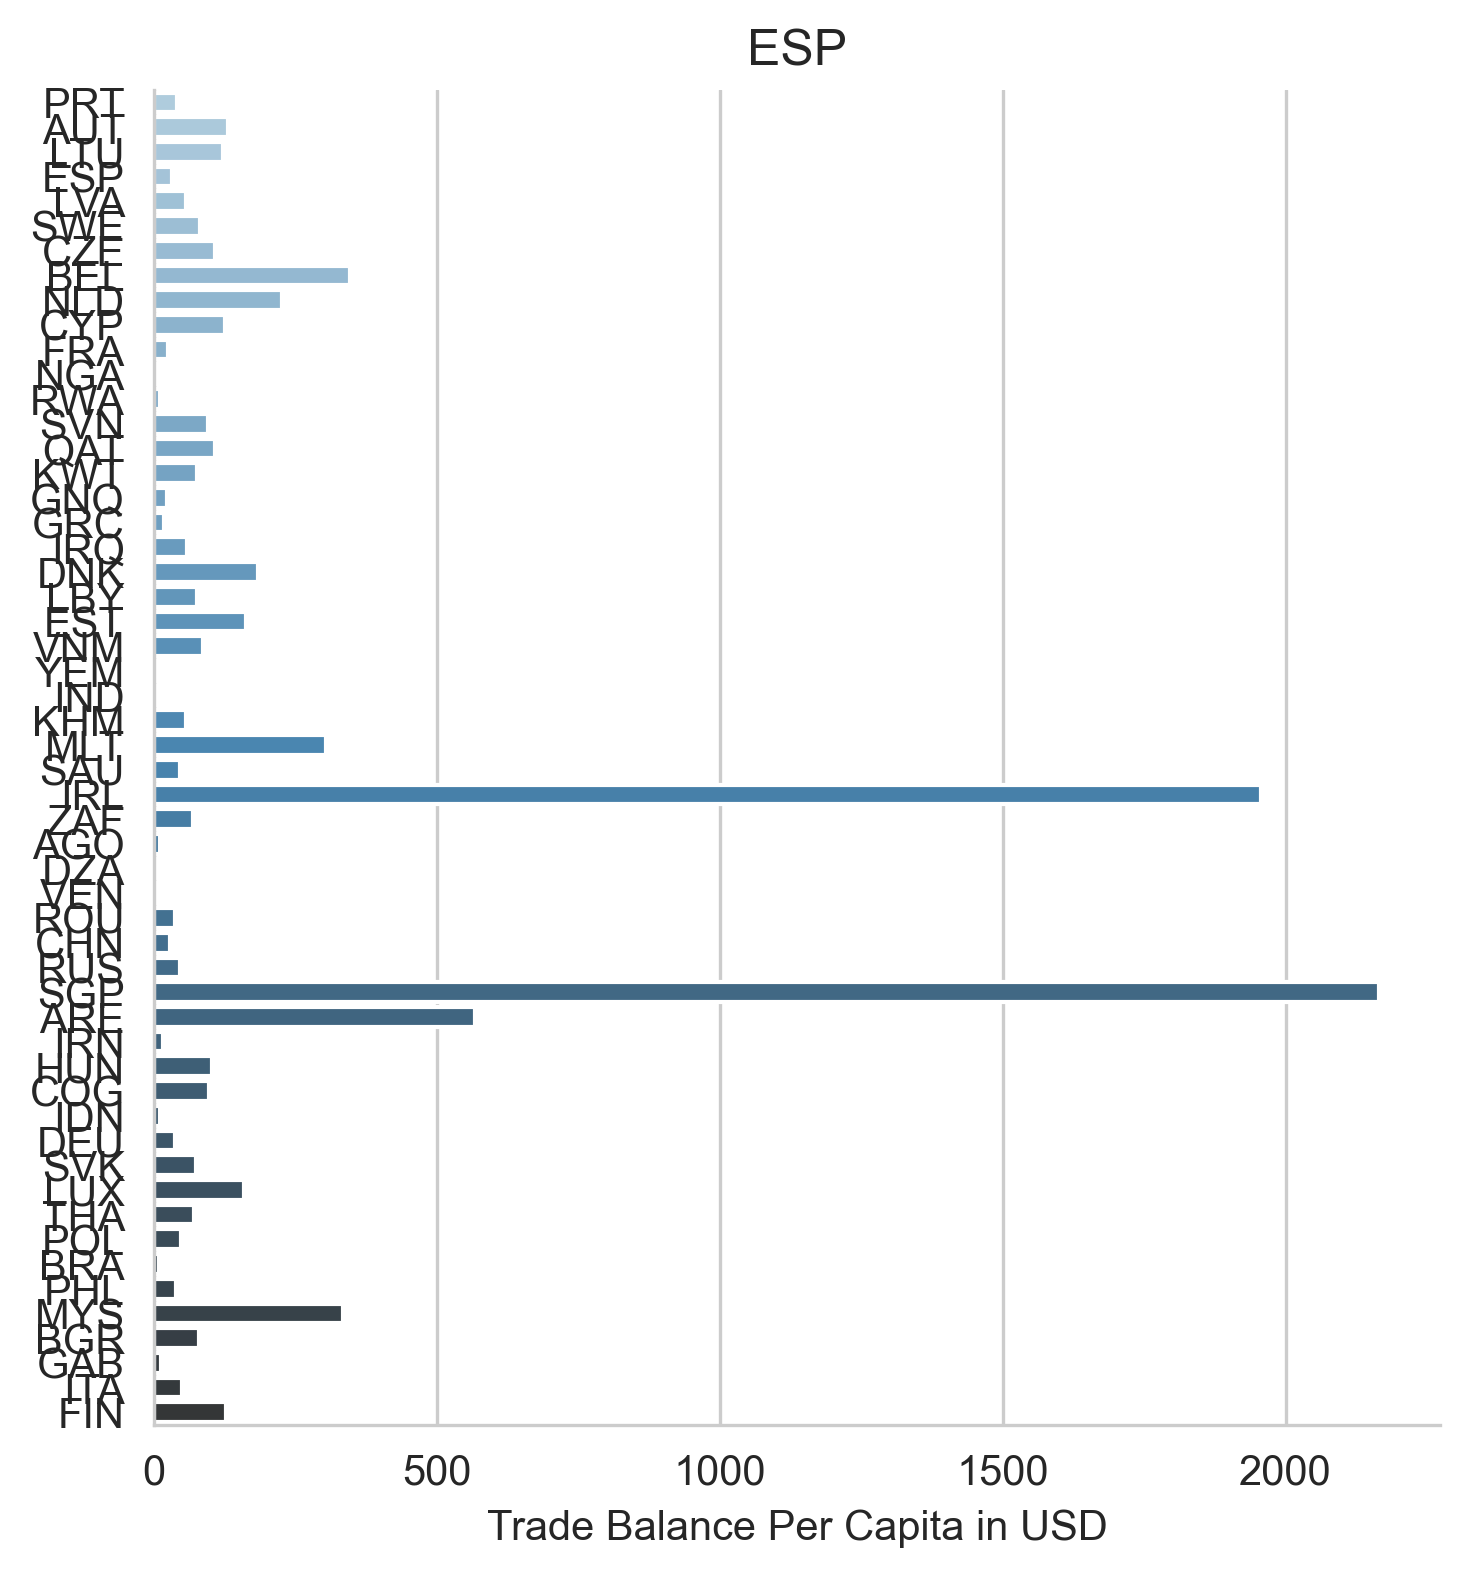 ESP
PRT
AUT
LTU
ESP
LVA
SWE
CZE
BEL
NLD
CYP
FRA
NGA
RWA
SVN
QAT
KWT
GNQ
GRC
IRQ
DNK
LBY
EST
VNM
YEM
IND
KHM
MLT
SAU
IRL
ZAF
AGO
DZA
VEN
ROU
CHN
RUS
SGP
ARE
IRN
HUN
COG
IDN
DEU
SVK
LUX
THA
POL
BRA
PHL
MYS
BGR
GAB
ITA
FIN
0 500 1000 1500 2000
Trade Balance Per Capita in USD